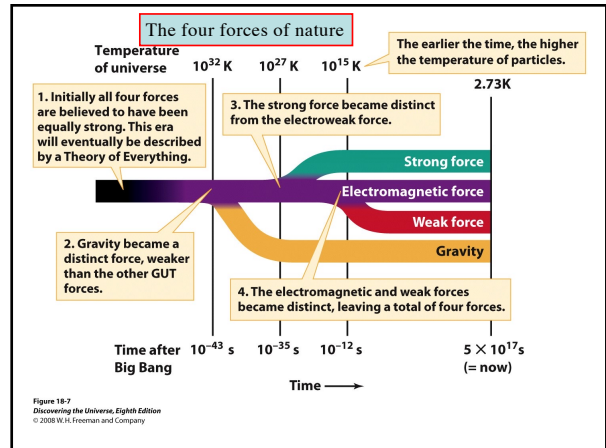 The four forces of nature
Temperature
of universe
10³² K
10²⁷ K
10¹⁵ K
The earlier the time, the higher
the temperature of particles.
2.73K
1. Initially all four forces
are believed to have been
equally strong. This era
will eventually be described
by a Theory of Everything.
3. The strong force became distinct
from the electroweak force.
Strong force
Electromagnetic force
Weak force
Gravity
2. Gravity became a
distinct force, weaker
than the other GUT
forces.
4. The electromagnetic and weak forces
became distinct, leaving a total of four forces.
Time after
Big Bang
10⁻⁴³ s
10⁻³⁵ s
10⁻¹² s
5 × 10¹⁷s
(= now)
Time →
Figure 18-7
Discovering the Universe, Eighth Edition
© 2008 W. H. Freeman and Company